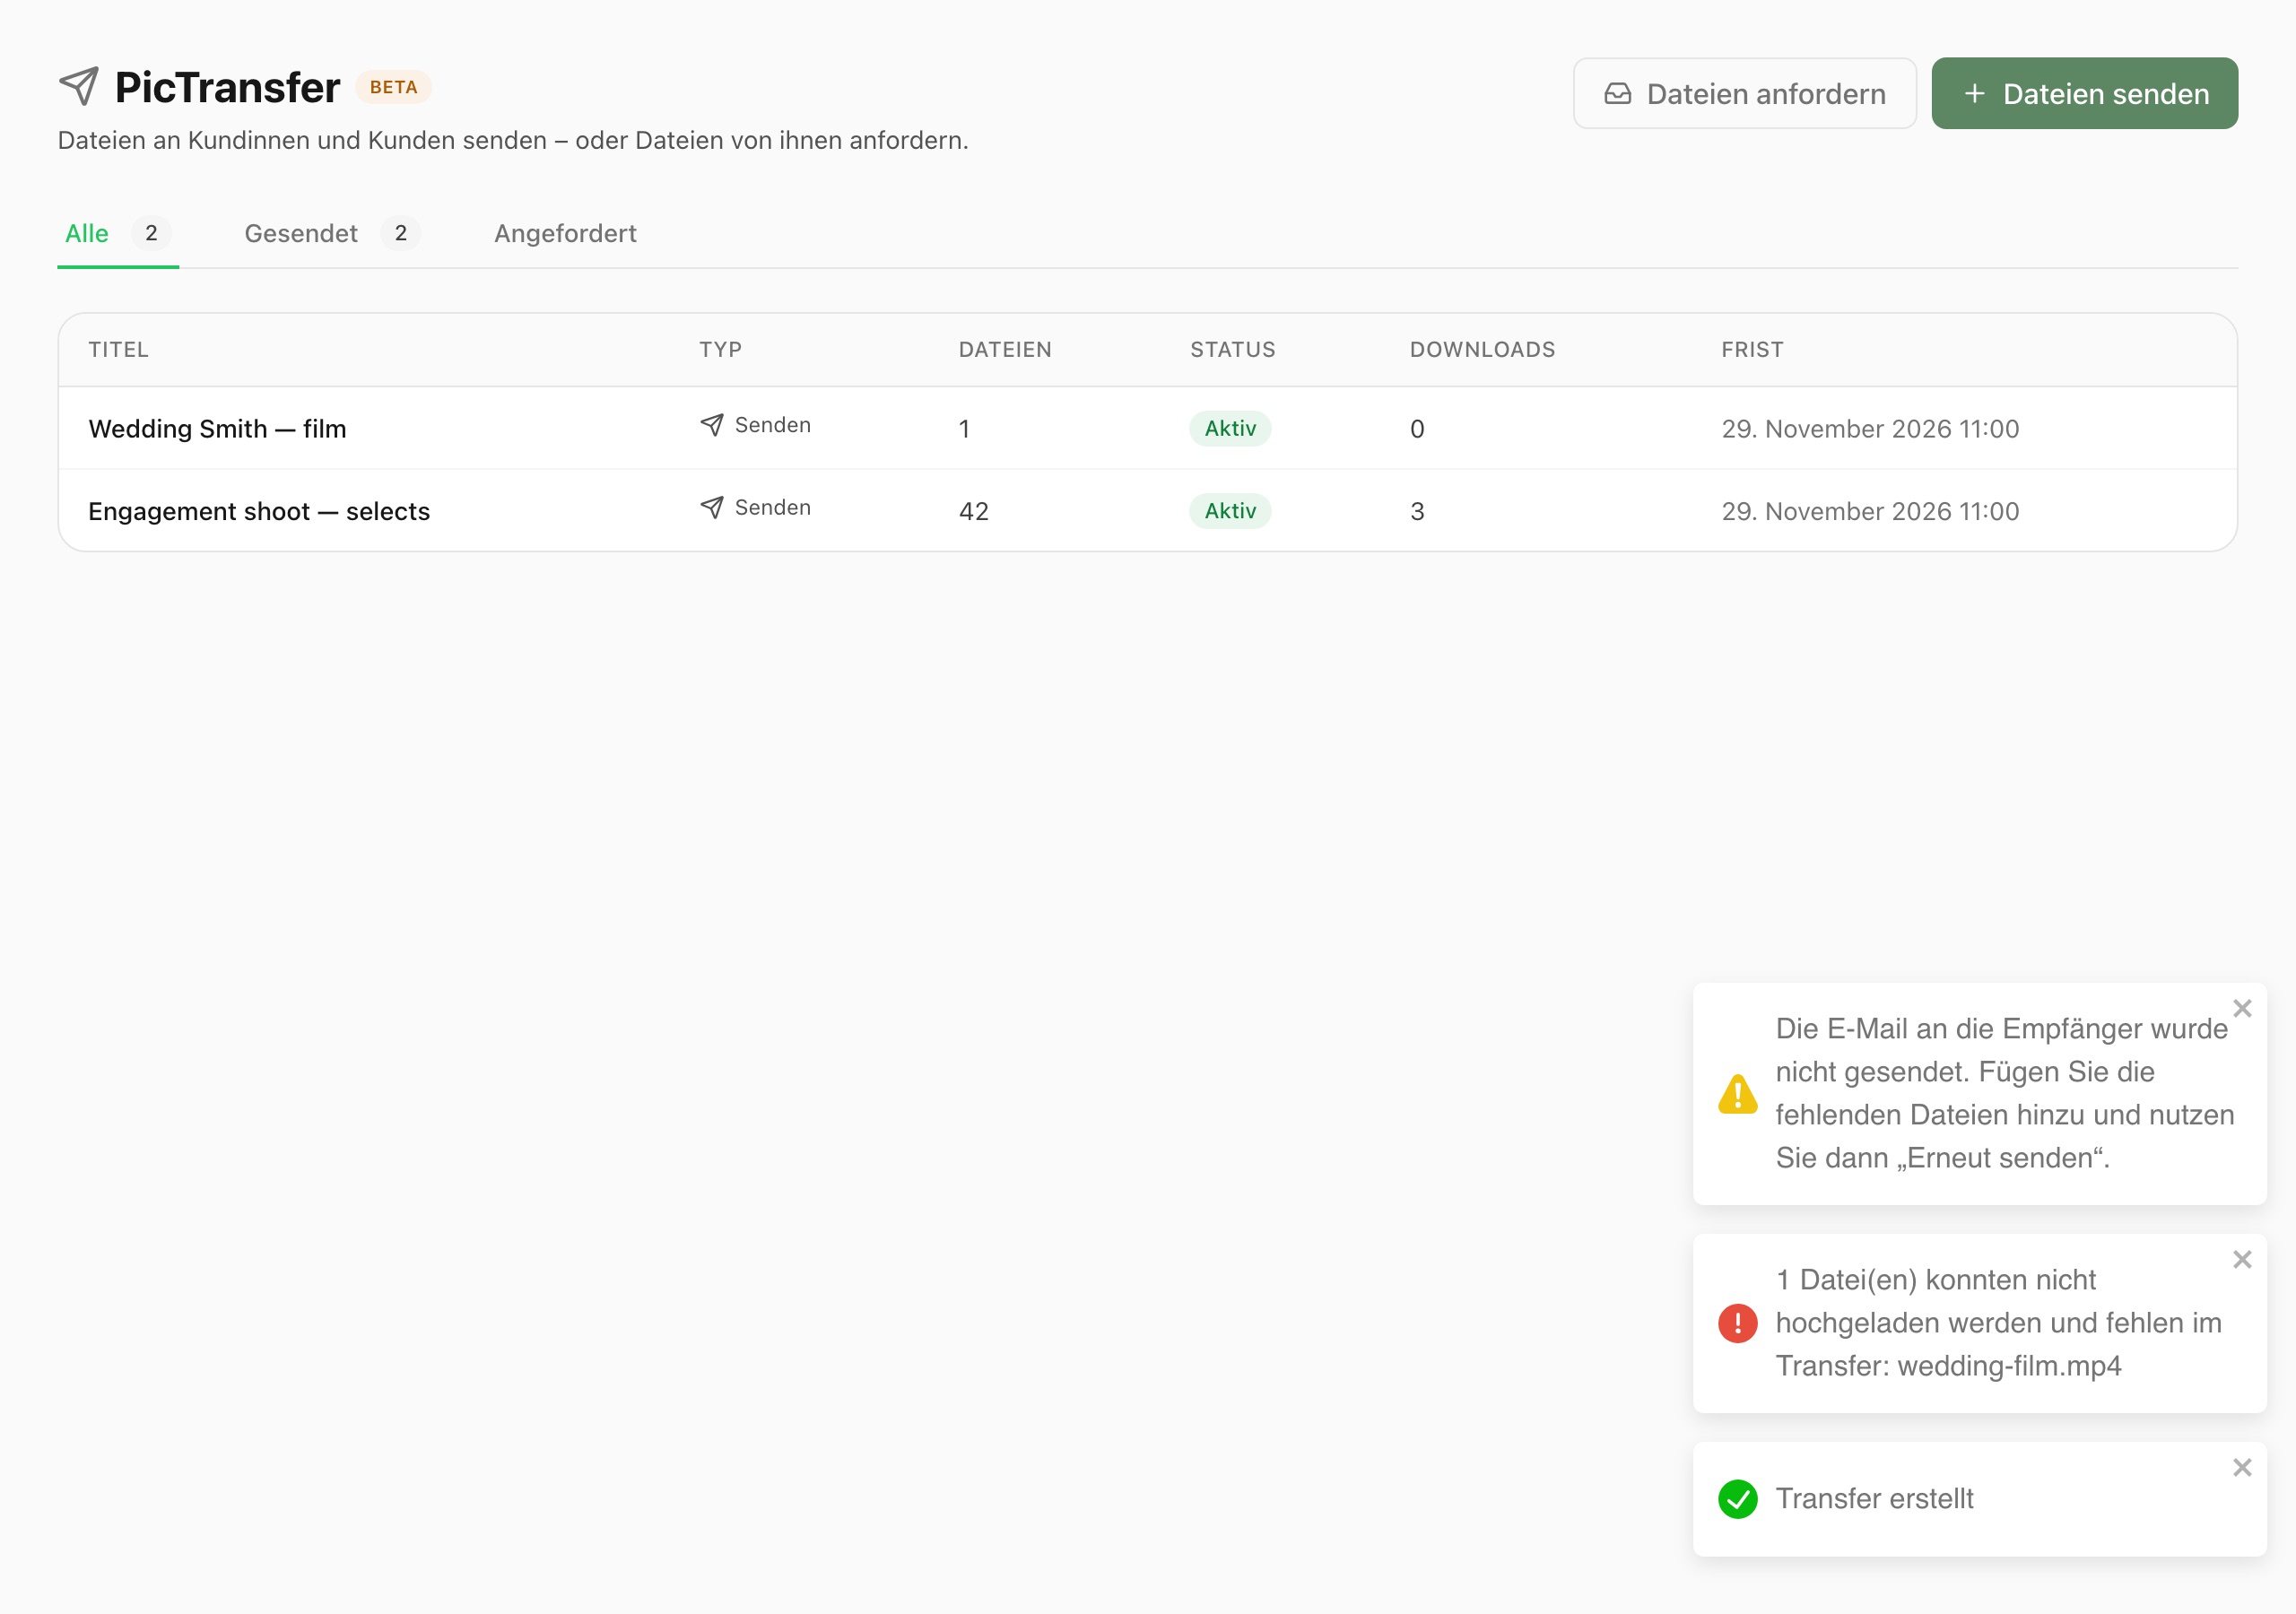 PicTransfer BETA
Dateien an Kundinnen und Kunden senden – oder Dateien von ihnen anfordern.
Dateien anfordern
+ Dateien senden
Alle 2 Gesendet 2 Angefordert
TITEL TYP DATEIEN STATUS DOWNLOADS FRIST
Wedding Smith — film Senden 1 Aktiv 0 29. November 2026 11:00
Engagement shoot — selects Senden 42 Aktiv 3 29. November 2026 11:00
Die E-Mail an die Empfänger wurde
nicht gesendet. Fügen Sie die
fehlenden Dateien hinzu und nutzen
Sie dann „Erneut senden“.
1 Datei(en) konnten nicht
hochgeladen werden und fehlen im
Transfer: wedding-film.mp4
Transfer erstellt